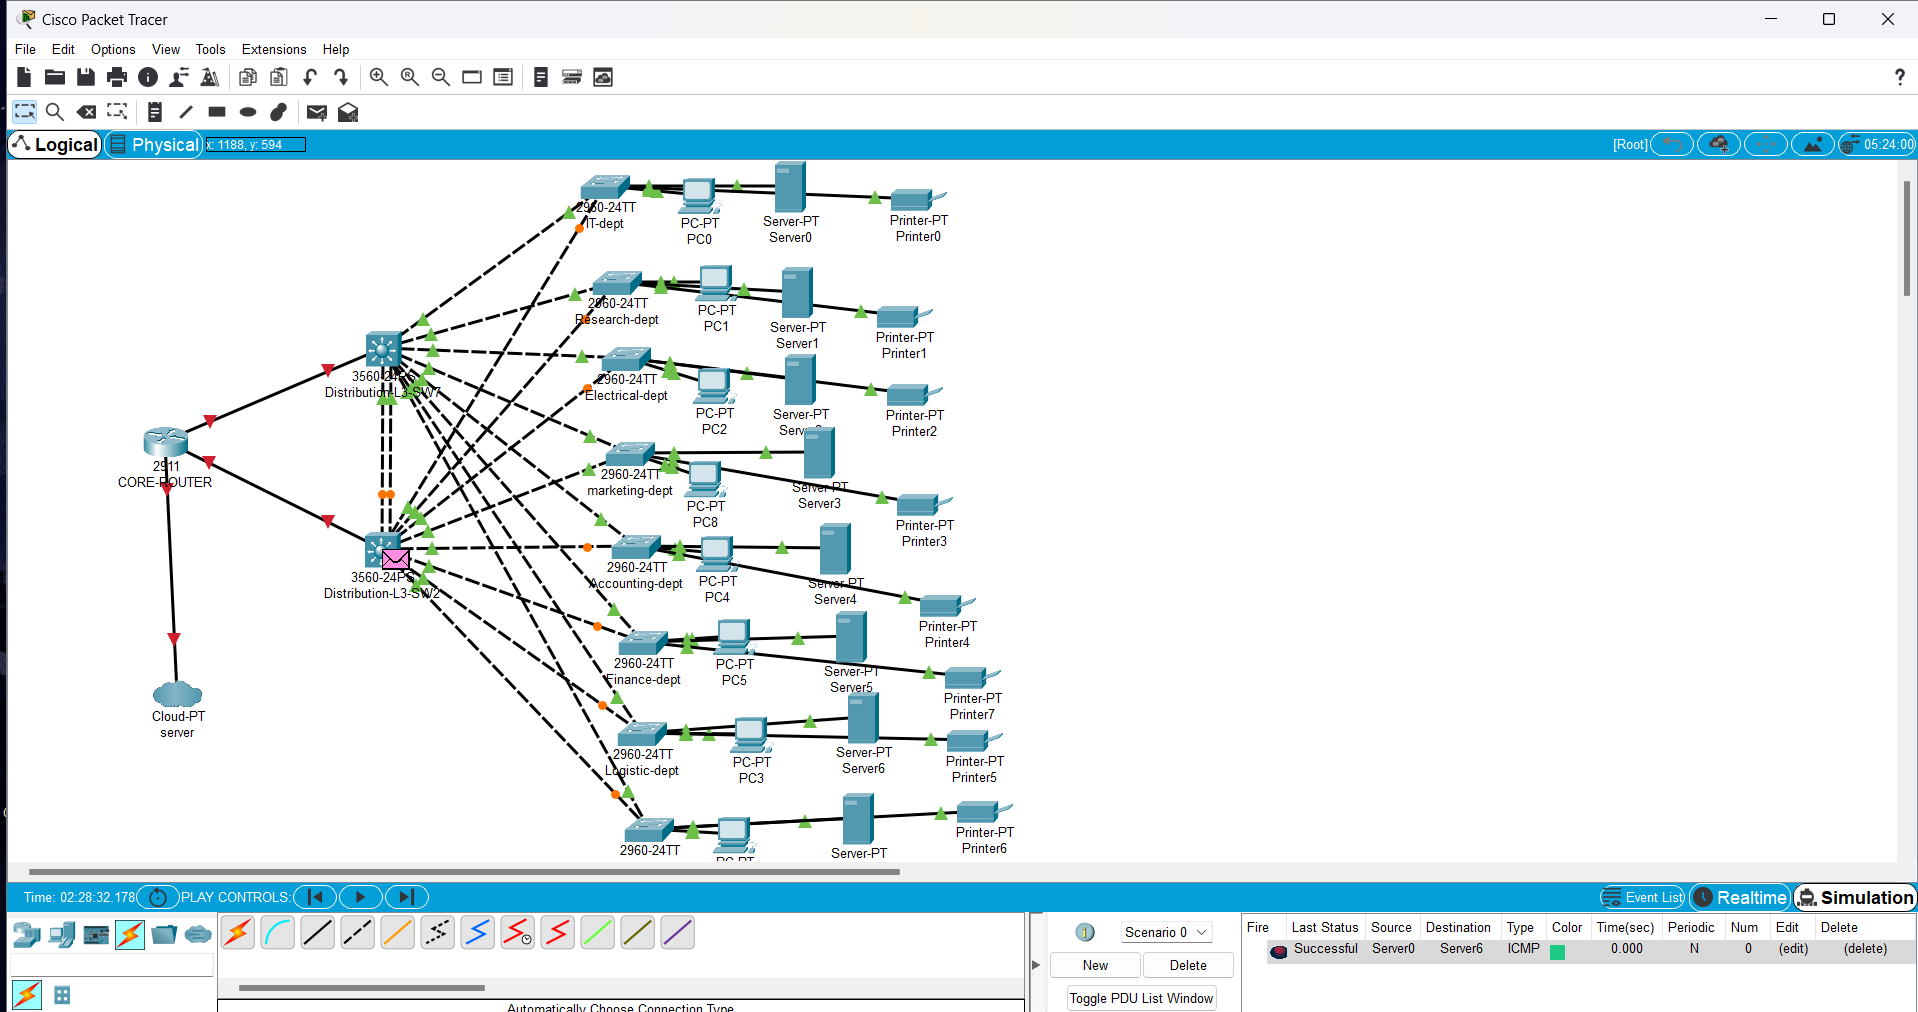 Cisco Packet Tracer
File Edit Options View Tools Extensions Help
?
Logical Physical x: 1188, y: 594 [Root] 05:24:00
2960-24TT
IT-dept
PC-PT
PC0
Server-PT
Server0
Printer-PT
Printer0
2960-24TT
Research-dept
PC-PT
PC1
Server-PT
Server1
Printer-PT
Printer1
3560-24PS
Distribution-L3-SW7
2960-24TT
Electrical-dept
PC-PT
PC2
Server-PT
Printer-PT
Printer2
2911
CORE-ROUTER
2960-24TT
marketing-dept
PC-PT
PC8
Server-PT
Server3
Printer-PT
Printer3
3560-24PS
Distribution-L3-SW2
2960-24TT
Accounting-dept
PC-PT
PC4
Server-PT
Server4
Printer-PT
Printer4
2960-24TT
Finance-dept
PC-PT
PC5
Server-PT
Server5
Printer-PT
Printer7
Cloud-PT
server
2960-24TT
Logistic-dept
PC-PT
PC3
Server-PT
Server6
Printer-PT
Printer5
2960-24TT
PC-PT
Server-PT
Printer-PT
Printer6
Time: 02:28:32.178 PLAY CONTROLS: Event List Realtime Simulation
1 Scenario 0
New Delete
Toggle PDU List Window
Fire Last Status Source Destination Type Color Time(sec) Periodic Num Edit Delete
Successful Server0 Server6 ICMP 0.000 N 0 (edit) (delete)
Automatically Choose Connection Type